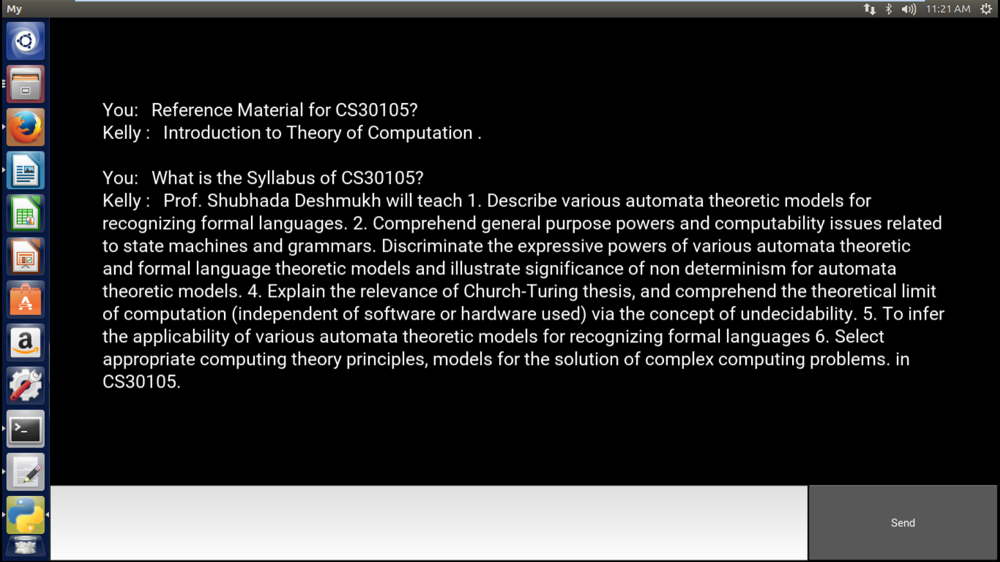 My
11:21 AM
You:   Reference Material for CS30105?
Kelly :   Introduction to Theory of Computation .
You:   What is the Syllabus of CS30105?
Kelly :   Prof. Shubhada Deshmukh will teach 1. Describe various automata theoretic models for
recognizing formal languages. 2. Comprehend general purpose powers and computability issues related
to state machines and grammars. Discriminate the expressive powers of various automata theoretic
and formal language theoretic models and illustrate significance of non determinism for automata
theoretic models. 4. Explain the relevance of Church-Turing thesis, and comprehend the theoretical limit
of computation (independent of software or hardware used) via the concept of undecidability. 5. To infer
the applicability of various automata theoretic models for recognizing formal languages 6. Select
appropriate computing theory principles, models for the solution of complex computing problems. in
CS30105.
Send